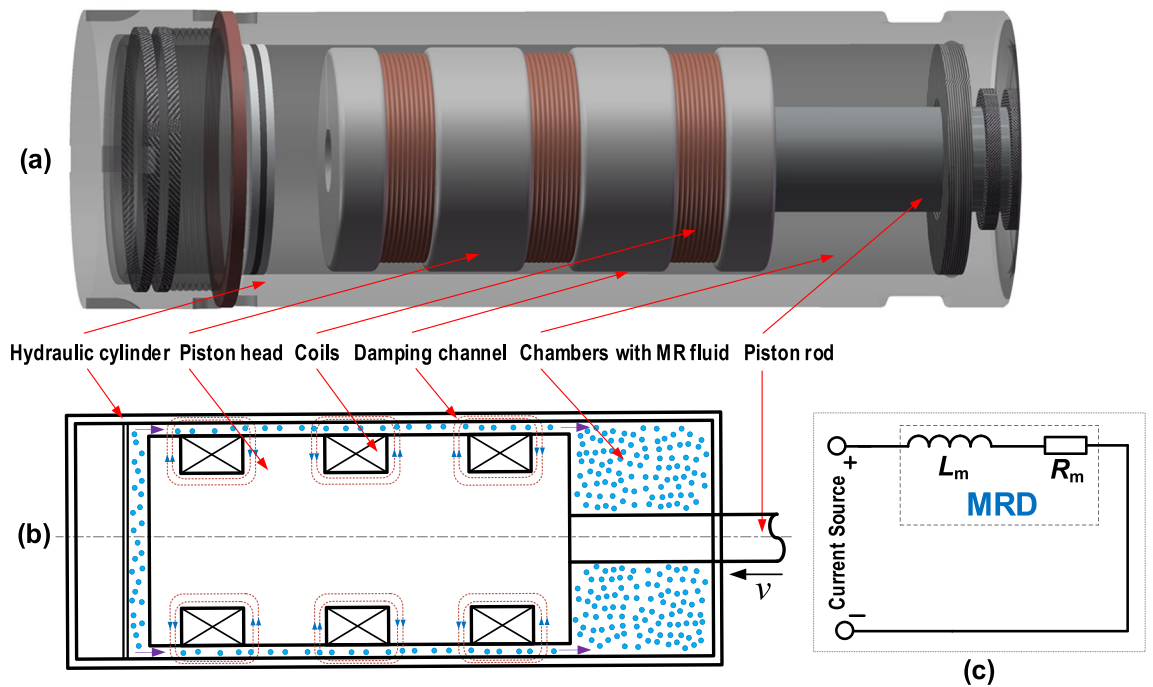 (a)
Hydraulic cylinder Piston head Coils Damping channel Chambers with MR fluid Piston rod
(b)
v
Current Source
+
−
Lm
Rm
MRD
(c)